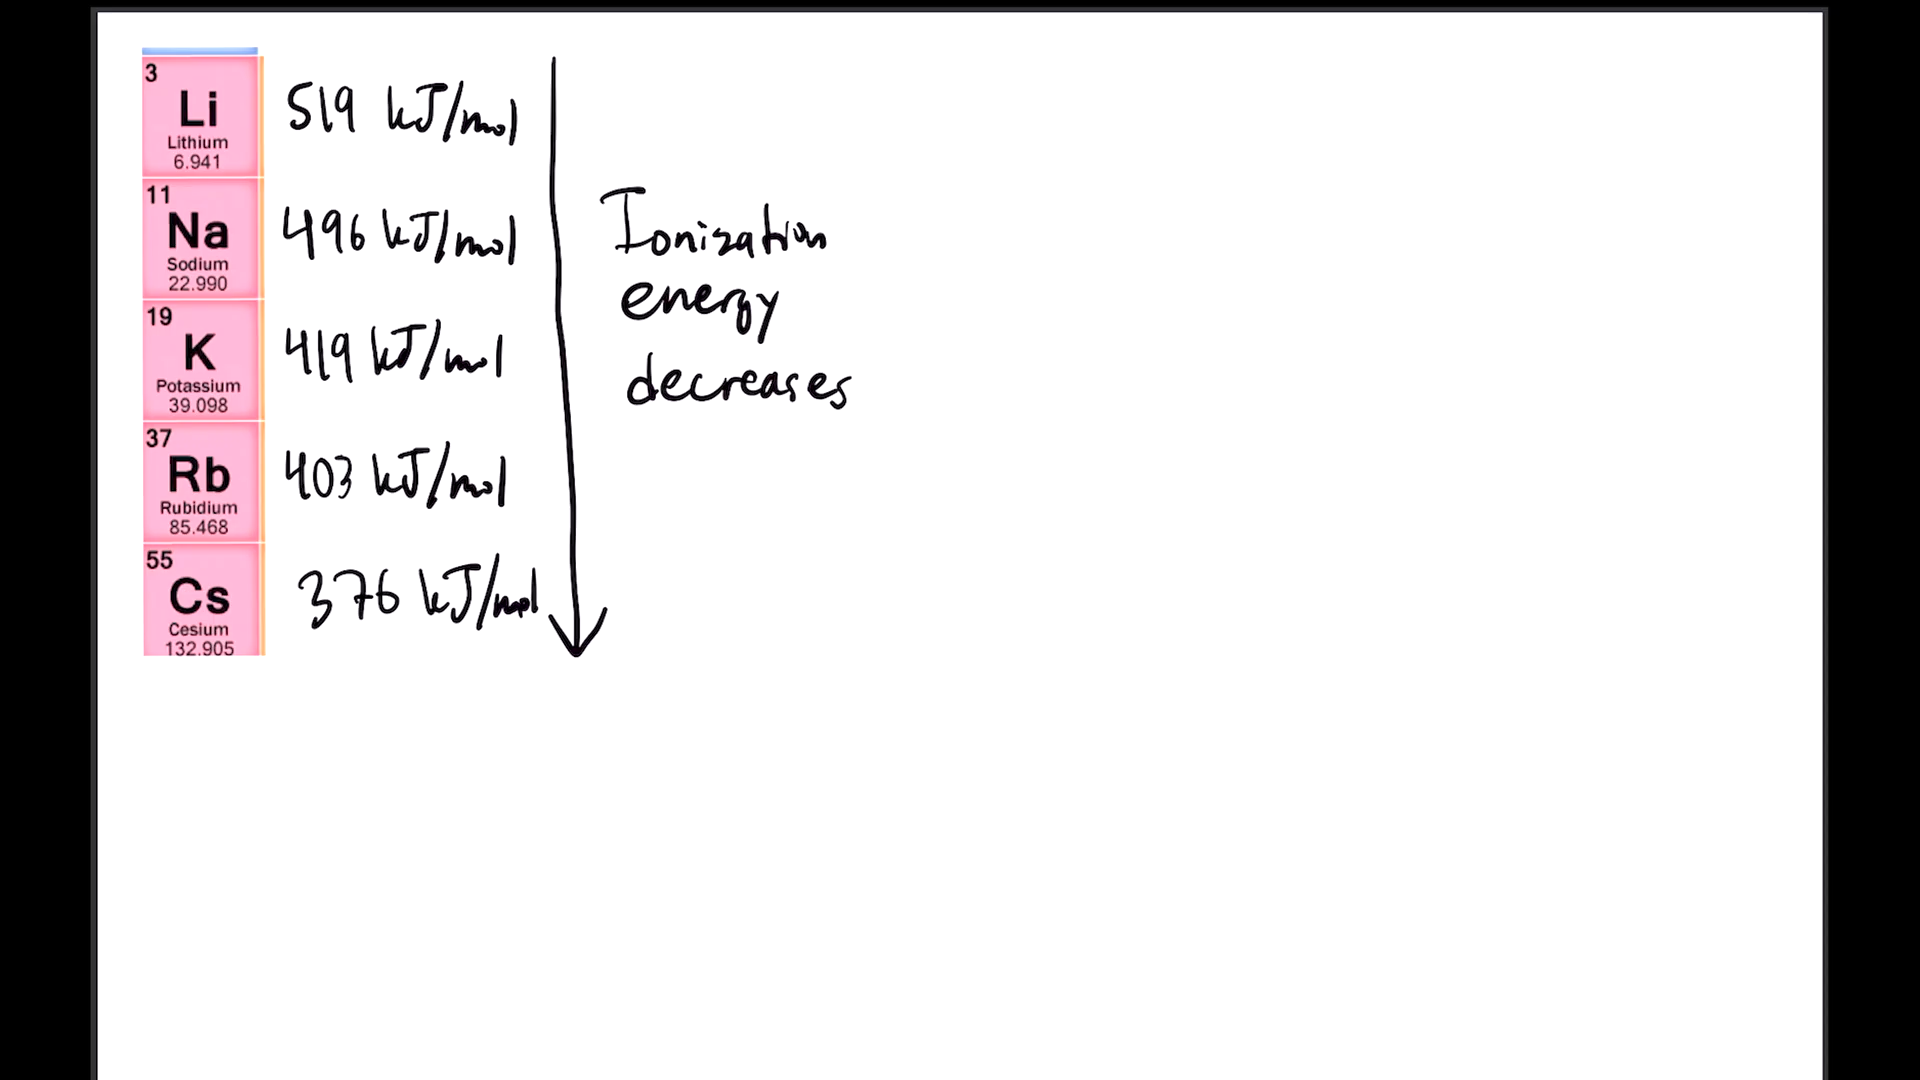 3
Li
Lithium
6.941
519 kJ/mol
11
Na
Sodium
22.990
496 kJ/mol
19
K
Potassium
39.098
419 kJ/mol
37
Rb
Rubidium
85.468
403 kJ/mol
55
Cs
Cesium
132.905
376 kJ/mol
Ionization
energy
decreases